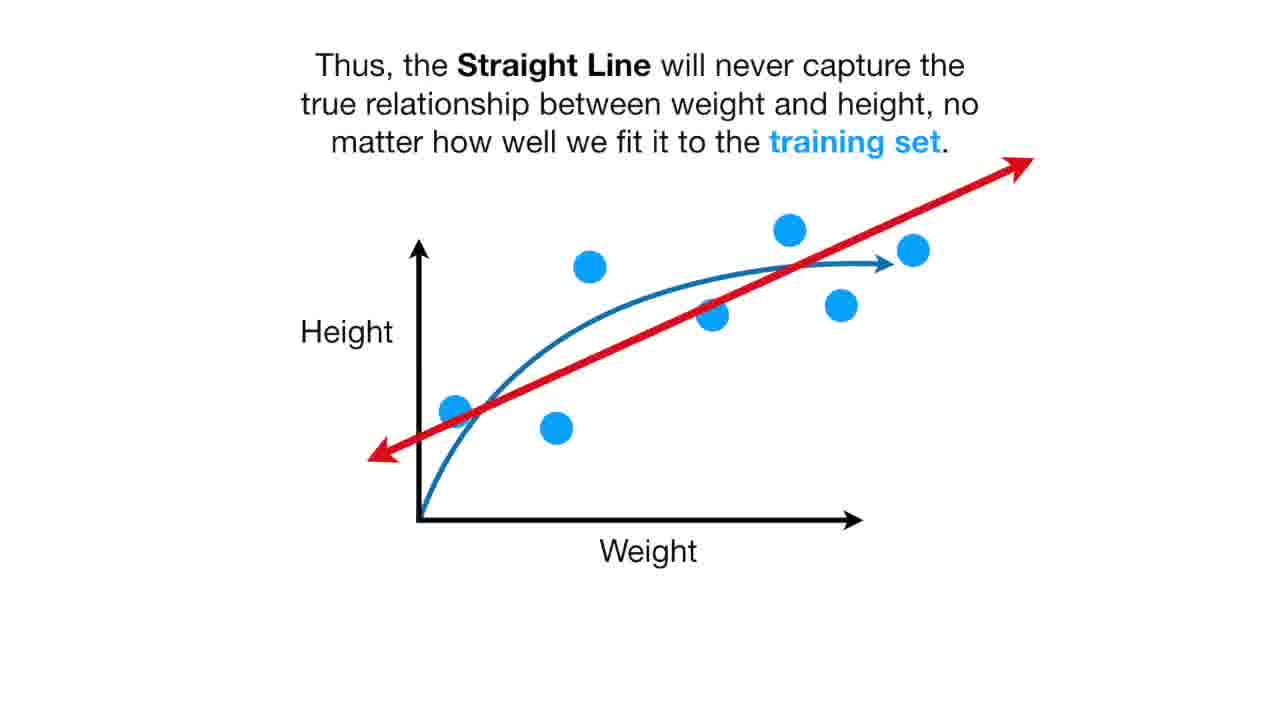 Thus, the Straight Line will never capture the
true relationship between weight and height, no
matter how well we fit it to the training set.
Height
Weight